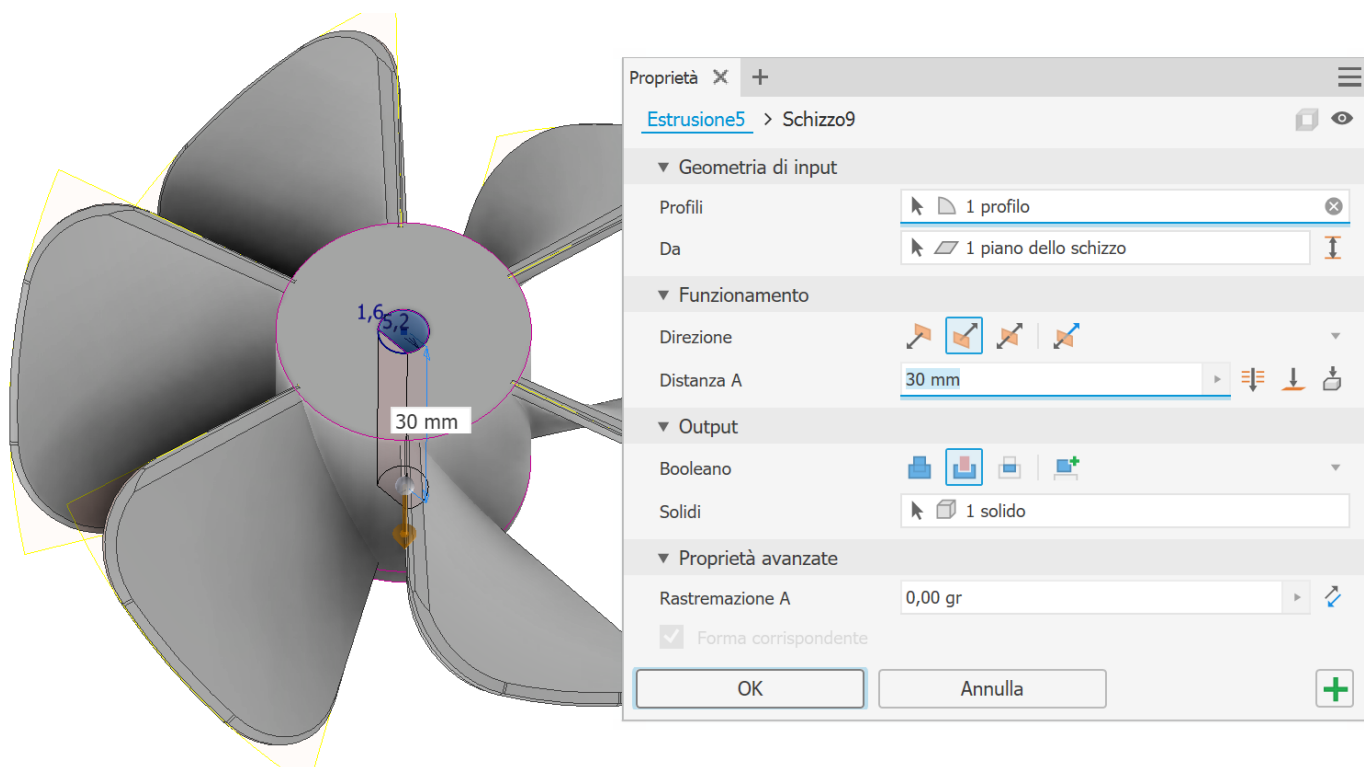 1,6
5,2
30 mm
Proprietà
Estrusione5 > Schizzo9
Geometria di input
Profili 1 profilo
Da 1 piano dello schizzo
Funzionamento
Direzione
Distanza A 30 mm
Output
Booleano
Solidi 1 solido
Proprietà avanzate
Rastremazione A 0,00 gr
Forma corrispondente
OK Annulla